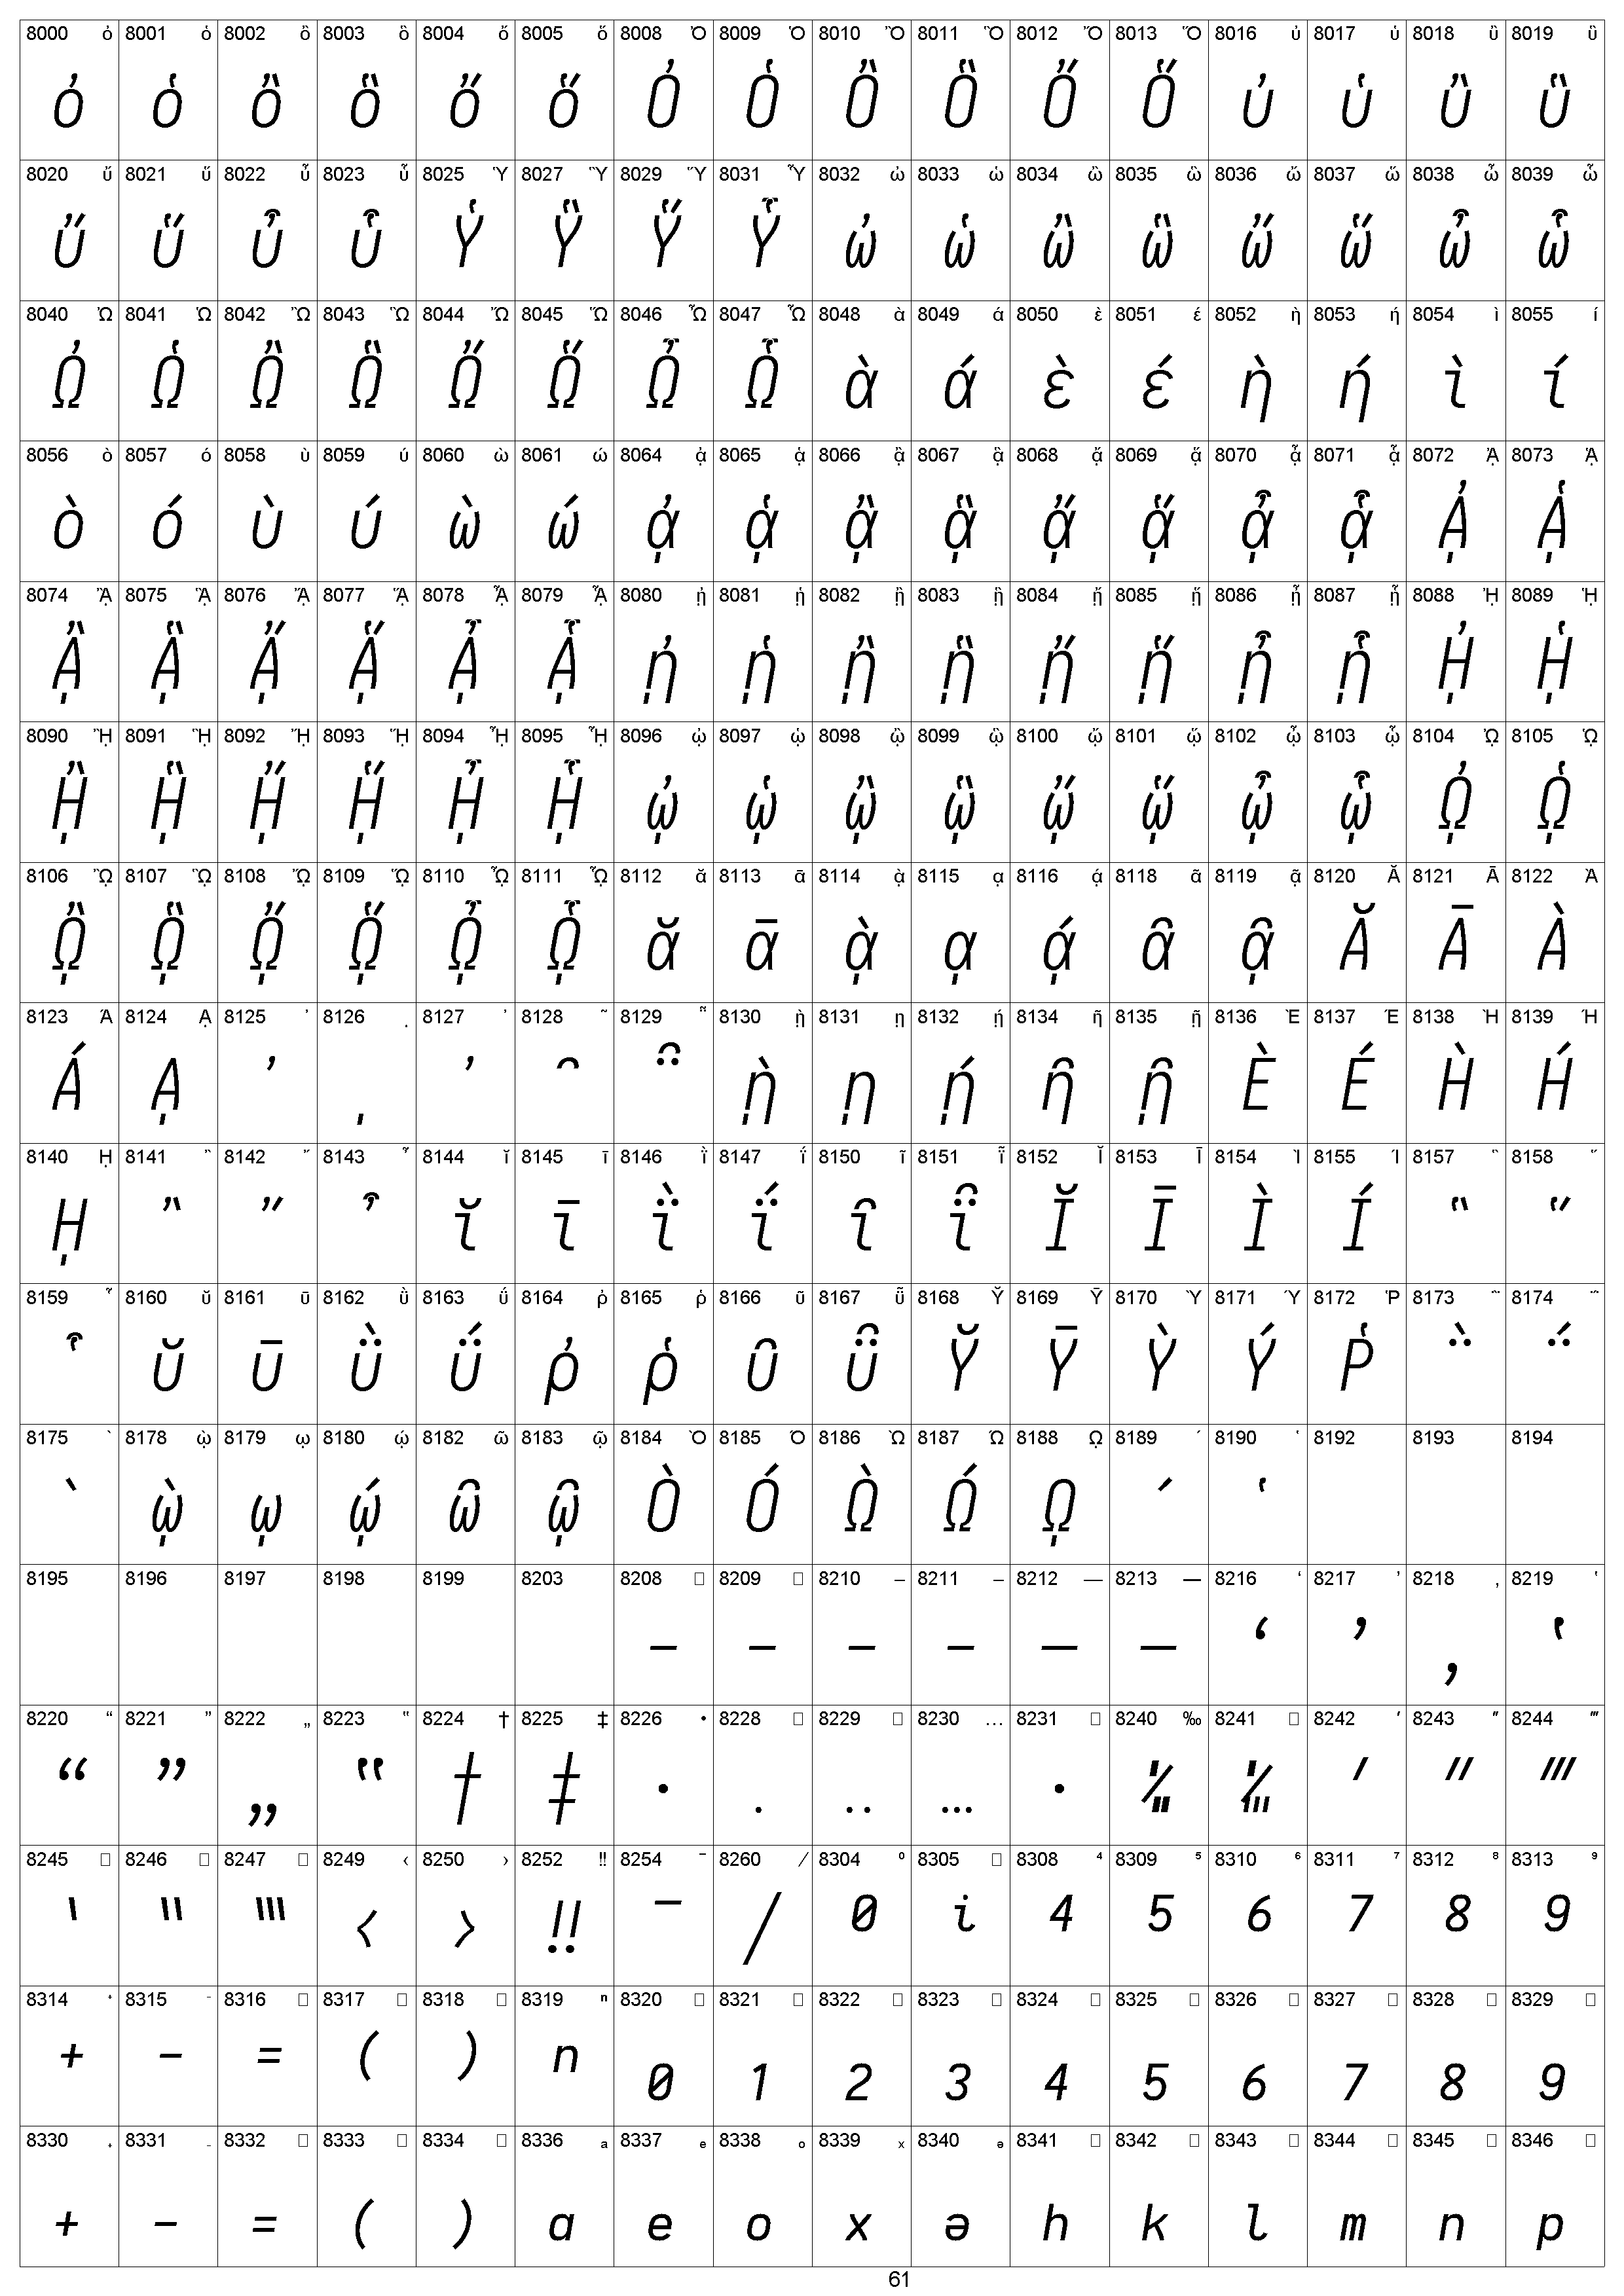 8000 ὀ 8001 ὁ 8002 ὂ 8003 ὃ 8004 ὄ 8005 ὅ 8008 Ὀ 8009 Ὁ 8010 Ὂ 8011 Ὃ 8012 Ὄ 8013 Ὅ 8016 ὐ 8017 ὑ 8018 ὒ 8019 ὓ
ὀ ὁ ὂ ὃ ὄ ὅ Ὀ Ὁ Ὂ Ὃ Ὄ Ὅ ὐ ὑ ὒ ὓ
8020 ὔ 8021 ὕ 8022 ὖ 8023 ὗ 8025 Ὑ 8027 Ὓ 8029 Ὕ 8031 Ὗ 8032 ὠ 8033 ὡ 8034 ὢ 8035 ὣ 8036 ὤ 8037 ὥ 8038 ὦ 8039 ὧ
ὔ ὕ ὖ ὗ Ὑ Ὓ Ὕ Ὗ ὠ ὡ ὢ ὣ ὤ ὥ ὦ ὧ
8040 Ὠ 8041 Ὡ 8042 Ὢ 8043 Ὣ 8044 Ὤ 8045 Ὥ 8046 Ὦ 8047 Ὧ 8048 ὰ 8049 ά 8050 ὲ 8051 έ 8052 ὴ 8053 ή 8054 ὶ 8055 ί
Ὠ Ὡ Ὢ Ὣ Ὤ Ὥ Ὦ Ὧ ὰ ά ὲ έ ὴ ή ὶ ί
8056 ὸ 8057 ό 8058 ὺ 8059 ύ 8060 ὼ 8061 ώ 8064 ᾀ 8065 ᾁ 8066 ᾂ 8067 ᾃ 8068 ᾄ 8069 ᾅ 8070 ᾆ 8071 ᾇ 8072 ᾈ 8073 ᾉ
ὸ ό ὺ ύ ὼ ώ ᾀ ᾁ ᾂ ᾃ ᾄ ᾅ ᾆ ᾇ ᾈ ᾉ
8074 ᾊ 8075 ᾋ 8076 ᾌ 8077 ᾍ 8078 ᾎ 8079 ᾏ 8080 ᾐ 8081 ᾑ 8082 ᾒ 8083 ᾓ 8084 ᾔ 8085 ᾕ 8086 ᾖ 8087 ᾗ 8088 ᾘ 8089 ᾙ
ᾊ ᾋ ᾌ ᾍ ᾎ ᾏ ᾐ ᾑ ᾒ ᾓ ᾔ ᾕ ᾖ ᾗ ᾘ ᾙ
8090 ᾚ 8091 ᾛ 8092 ᾜ 8093 ᾝ 8094 ᾞ 8095 ᾟ 8096 ᾠ 8097 ᾡ 8098 ᾢ 8099 ᾣ 8100 ᾤ 8101 ᾥ 8102 ᾦ 8103 ᾧ 8104 ᾨ 8105 ᾩ
ᾚ ᾛ ᾜ ᾝ ᾞ ᾟ ᾠ ᾡ ᾢ ᾣ ᾤ ᾥ ᾦ ᾧ ᾨ ᾩ
8106 ᾪ 8107 ᾫ 8108 ᾬ 8109 ᾭ 8110 ᾮ 8111 ᾯ 8112 ᾰ 8113 ᾱ 8114 ᾲ 8115 ᾳ 8116 ᾴ 8118 ᾶ 8119 ᾷ 8120 Ᾰ 8121 Ᾱ 8122 Ὰ
ᾪ ᾫ ᾬ ᾭ ᾮ ᾯ ᾰ ᾱ ᾲ ᾳ ᾴ ᾶ ᾷ Ᾰ Ᾱ Ὰ
8123 Ά 8124 ᾼ 8125 ᾽ 8126 ι 8127 ᾿ 8128 ῀ 8129 ῁ 8130 ῂ 8131 ῃ 8132 ῄ 8134 ῆ 8135 ῇ 8136 Ὲ 8137 Έ 8138 Ὴ 8139 Ή
Ά ᾼ ᾽ ι ᾿ ῀ ῁ ῂ ῃ ῄ ῆ ῇ Ὲ Έ Ὴ Ή
8140 ῌ 8141 ῍ 8142 ῎ 8143 ῏ 8144 ῐ 8145 ῑ 8146 ῒ 8147 ΐ 8150 ῖ 8151 ῗ 8152 Ῐ 8153 Ῑ 8154 Ὶ 8155 Ί 8157 ῝ 8158 ῞
ῌ ῍ ῎ ῏ ῐ ῑ ῒ ΐ ῖ ῗ Ῐ Ῑ Ὶ Ί ῝ ῞
8159 ῟ 8160 ῠ 8161 ῡ 8162 ῢ 8163 ΰ 8164 ῤ 8165 ῥ 8166 ῦ 8167 ῧ 8168 Ῠ 8169 Ῡ 8170 Ὺ 8171 Ύ 8172 Ῥ 8173 ῭ 8174 ΅
῟ ῠ ῡ ῢ ΰ ῤ ῥ ῦ ῧ Ῠ Ῡ Ὺ Ύ Ῥ ῭ ΅
8175 ` 8178 ῲ 8179 ῳ 8180 ῴ 8182 ῶ 8183 ῷ 8184 Ὸ 8185 Ό 8186 Ὼ 8187 Ώ 8188 ῼ 8189 ´ 8190 ῾ 8192 8193 8194
` ῲ ῳ ῴ ῶ ῷ Ὸ Ό Ὼ Ώ ῼ ´ ῾
8195 8196 8197 8198 8199 8203 8208 □ 8209 □ 8210 ‒ 8211 – 8212 — 8213 ― 8216 ‘ 8217 ’ 8218 ‚ 8219 ‛
‐ ‑ ‒ – — ― ‘ ’ ‚ ‛
8220 “ 8221 ” 8222 „ 8223 ‟ 8224 † 8225 ‡ 8226 • 8228 □ 8229 □ 8230 … 8231 □ 8240 ‰ 8241 □ 8242 ′ 8243 ″ 8244 ‴
“ ” „ ‟ † ‡ • ․ ‥ … ‧ ‰ ‱ ′ ″ ‴
8245 □ 8246 □ 8247 □ 8249 ‹ 8250 › 8252 ‼ 8254 ‾ 8260 ⁄ 8304 ⁰ 8305 □ 8308 ⁴ 8309 ⁵ 8310 ⁶ 8311 ⁷ 8312 ⁸ 8313 ⁹
‵ ‶ ‷ ‹ › ‼ ‾ ⁄ ⁰ ⁱ ⁴ ⁵ ⁶ ⁷ ⁸ ⁹
8314 ⁺ 8315 ⁻ 8316 □ 8317 □ 8318 □ 8319 ⁿ 8320 □ 8321 □ 8322 □ 8323 □ 8324 □ 8325 □ 8326 □ 8327 □ 8328 □ 8329 □
⁺ ⁻ ⁼ ⁽ ⁾ ⁿ ₀ ₁ ₂ ₃ ₄ ₅ ₆ ₇ ₈ ₉
8330 ₊ 8331 ₋ 8332 □ 8333 □ 8334 □ 8336 ₐ 8337 ₑ 8338 ₒ 8339 ₓ 8340 ₔ 8341 □ 8342 □ 8343 □ 8344 □ 8345 □ 8346 □
₊ ₋ ₌ ₍ ₎ ₐ ₑ ₒ ₓ ₔ ₕ ₖ ₗ ₘ ₙ ₚ
61